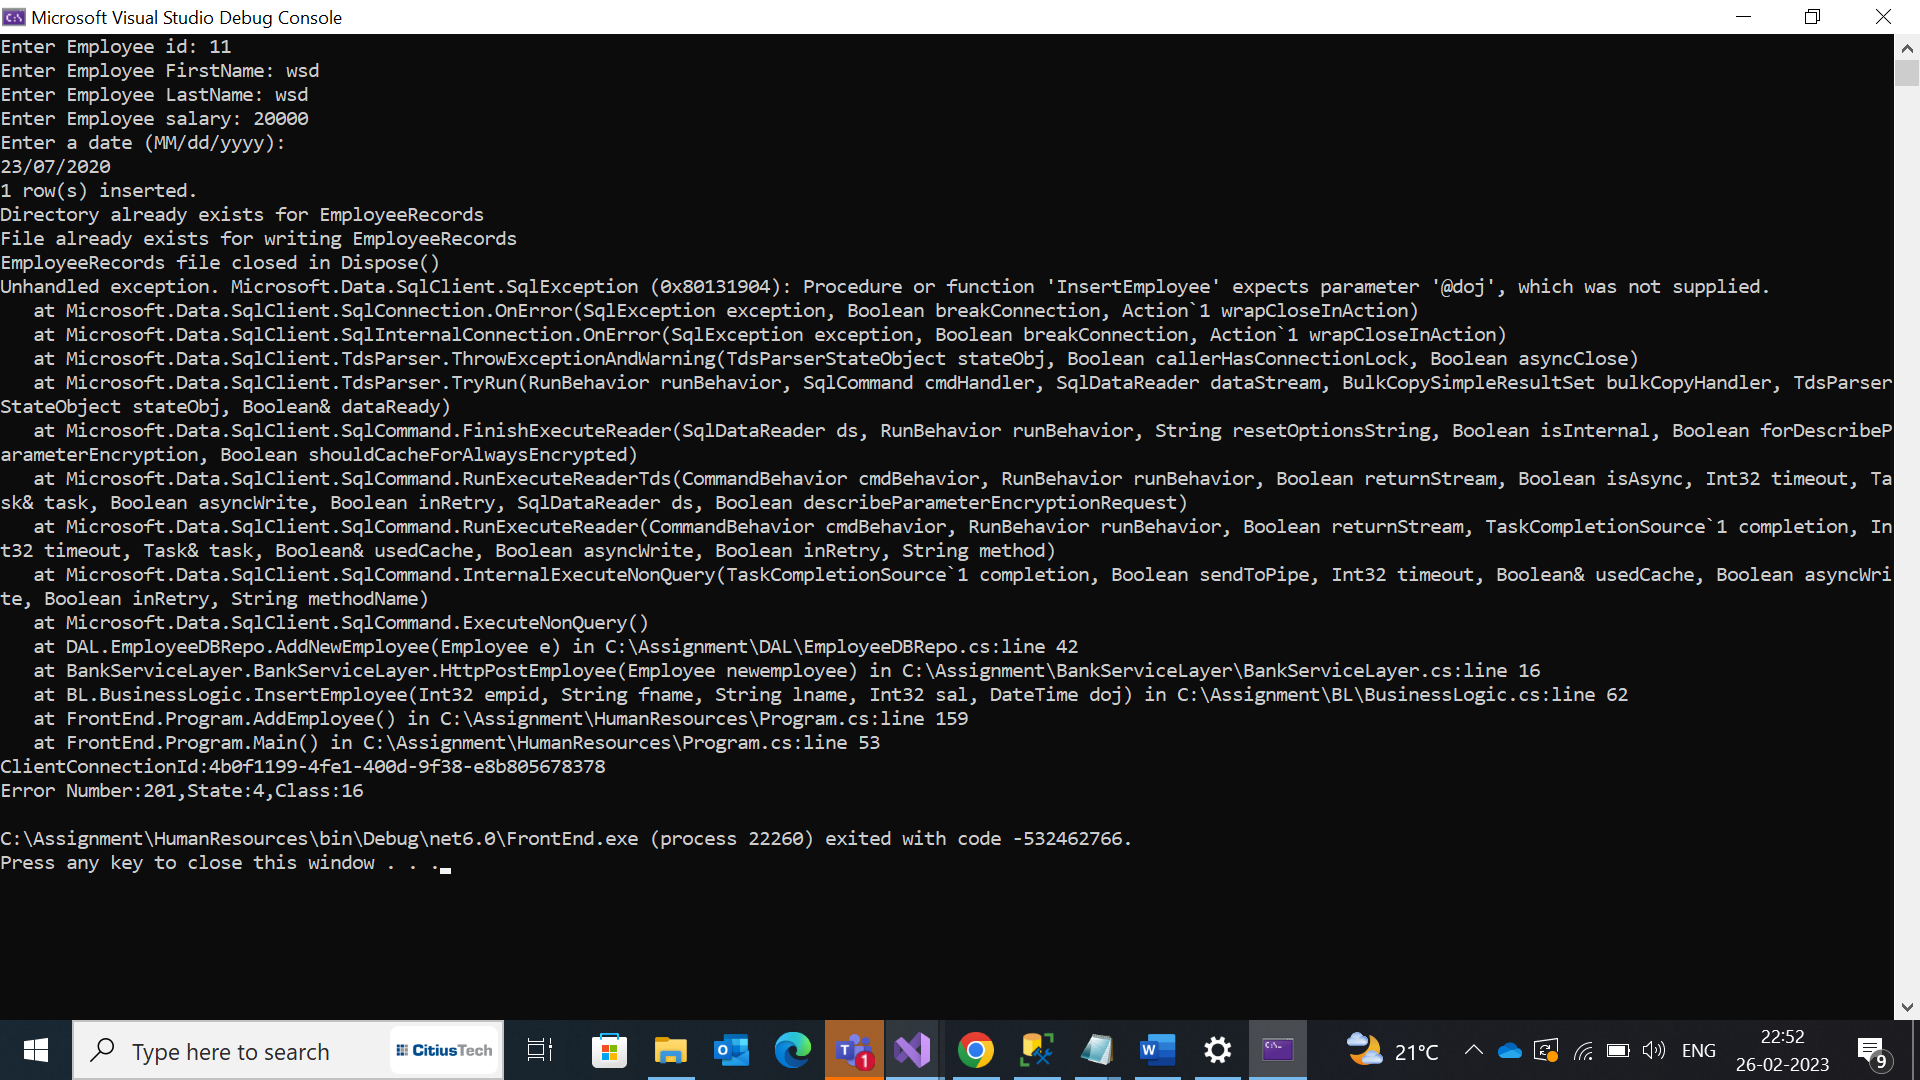 Microsoft Visual Studio Debug Console
Enter Employee id: 11
Enter Employee FirstName: wsd
Enter Employee LastName: wsd
Enter Employee salary: 20000
Enter a date (MM/dd/yyyy):
23/07/2020
1 row(s) inserted.
Directory already exists for EmployeeRecords
File already exists for writing EmployeeRecords
EmployeeRecords file closed in Dispose()
Unhandled exception. Microsoft.Data.SqlClient.SqlException (0x80131904): Procedure or function 'InsertEmployee' expects parameter '@doj', which was not supplied.
   at Microsoft.Data.SqlClient.SqlConnection.OnError(SqlException exception, Boolean breakConnection, Action`1 wrapCloseInAction)
   at Microsoft.Data.SqlClient.SqlInternalConnection.OnError(SqlException exception, Boolean breakConnection, Action`1 wrapCloseInAction)
   at Microsoft.Data.SqlClient.TdsParser.ThrowExceptionAndWarning(TdsParserStateObject stateObj, Boolean callerHasConnectionLock, Boolean asyncClose)
   at Microsoft.Data.SqlClient.TdsParser.TryRun(RunBehavior runBehavior, SqlCommand cmdHandler, SqlDataReader dataStream, BulkCopySimpleResultSet bulkCopyHandler, TdsParser
StateObject stateObj, Boolean& dataReady)
   at Microsoft.Data.SqlClient.SqlCommand.FinishExecuteReader(SqlDataReader ds, RunBehavior runBehavior, String resetOptionsString, Boolean isInternal, Boolean forDescribeP
arameterEncryption, Boolean shouldCacheForAlwaysEncrypted)
   at Microsoft.Data.SqlClient.SqlCommand.RunExecuteReaderTds(CommandBehavior cmdBehavior, RunBehavior runBehavior, Boolean returnStream, Boolean isAsync, Int32 timeout, Ta
sk& task, Boolean asyncWrite, Boolean inRetry, SqlDataReader ds, Boolean describeParameterEncryptionRequest)
   at Microsoft.Data.SqlClient.SqlCommand.RunExecuteReader(CommandBehavior cmdBehavior, RunBehavior runBehavior, Boolean returnStream, TaskCompletionSource`1 completion, In
t32 timeout, Task& task, Boolean& usedCache, Boolean asyncWrite, Boolean inRetry, String method)
   at Microsoft.Data.SqlClient.SqlCommand.InternalExecuteNonQuery(TaskCompletionSource`1 completion, Boolean sendToPipe, Int32 timeout, Boolean& usedCache, Boolean asyncWri
te, Boolean inRetry, String methodName)
   at Microsoft.Data.SqlClient.SqlCommand.ExecuteNonQuery()
   at DAL.EmployeeDBRepo.AddNewEmployee(Employee e) in C:\Assignment\DAL\EmployeeDBRepo.cs:line 42
   at BankServiceLayer.BankServiceLayer.HttpPostEmployee(Employee newemployee) in C:\Assignment\BankServiceLayer\BankServiceLayer.cs:line 16
   at BL.BusinessLogic.InsertEmployee(Int32 empid, String fname, String lname, Int32 sal, DateTime doj) in C:\Assignment\BL\BusinessLogic.cs:line 62
   at FrontEnd.Program.AddEmployee() in C:\Assignment\HumanResources\Program.cs:line 159
   at FrontEnd.Program.Main() in C:\Assignment\HumanResources\Program.cs:line 53
ClientConnectionId:4b0f1199-4fe1-400d-9f38-e8b805678378
Error Number:201,State:4,Class:16

C:\Assignment\HumanResources\bin\Debug\net6.0\FrontEnd.exe (process 22260) exited with code -532462766.
Press any key to close this window . . .
Type here to search
CitiusTech
1
21°C
ENG
22:52
26-02-2023
9